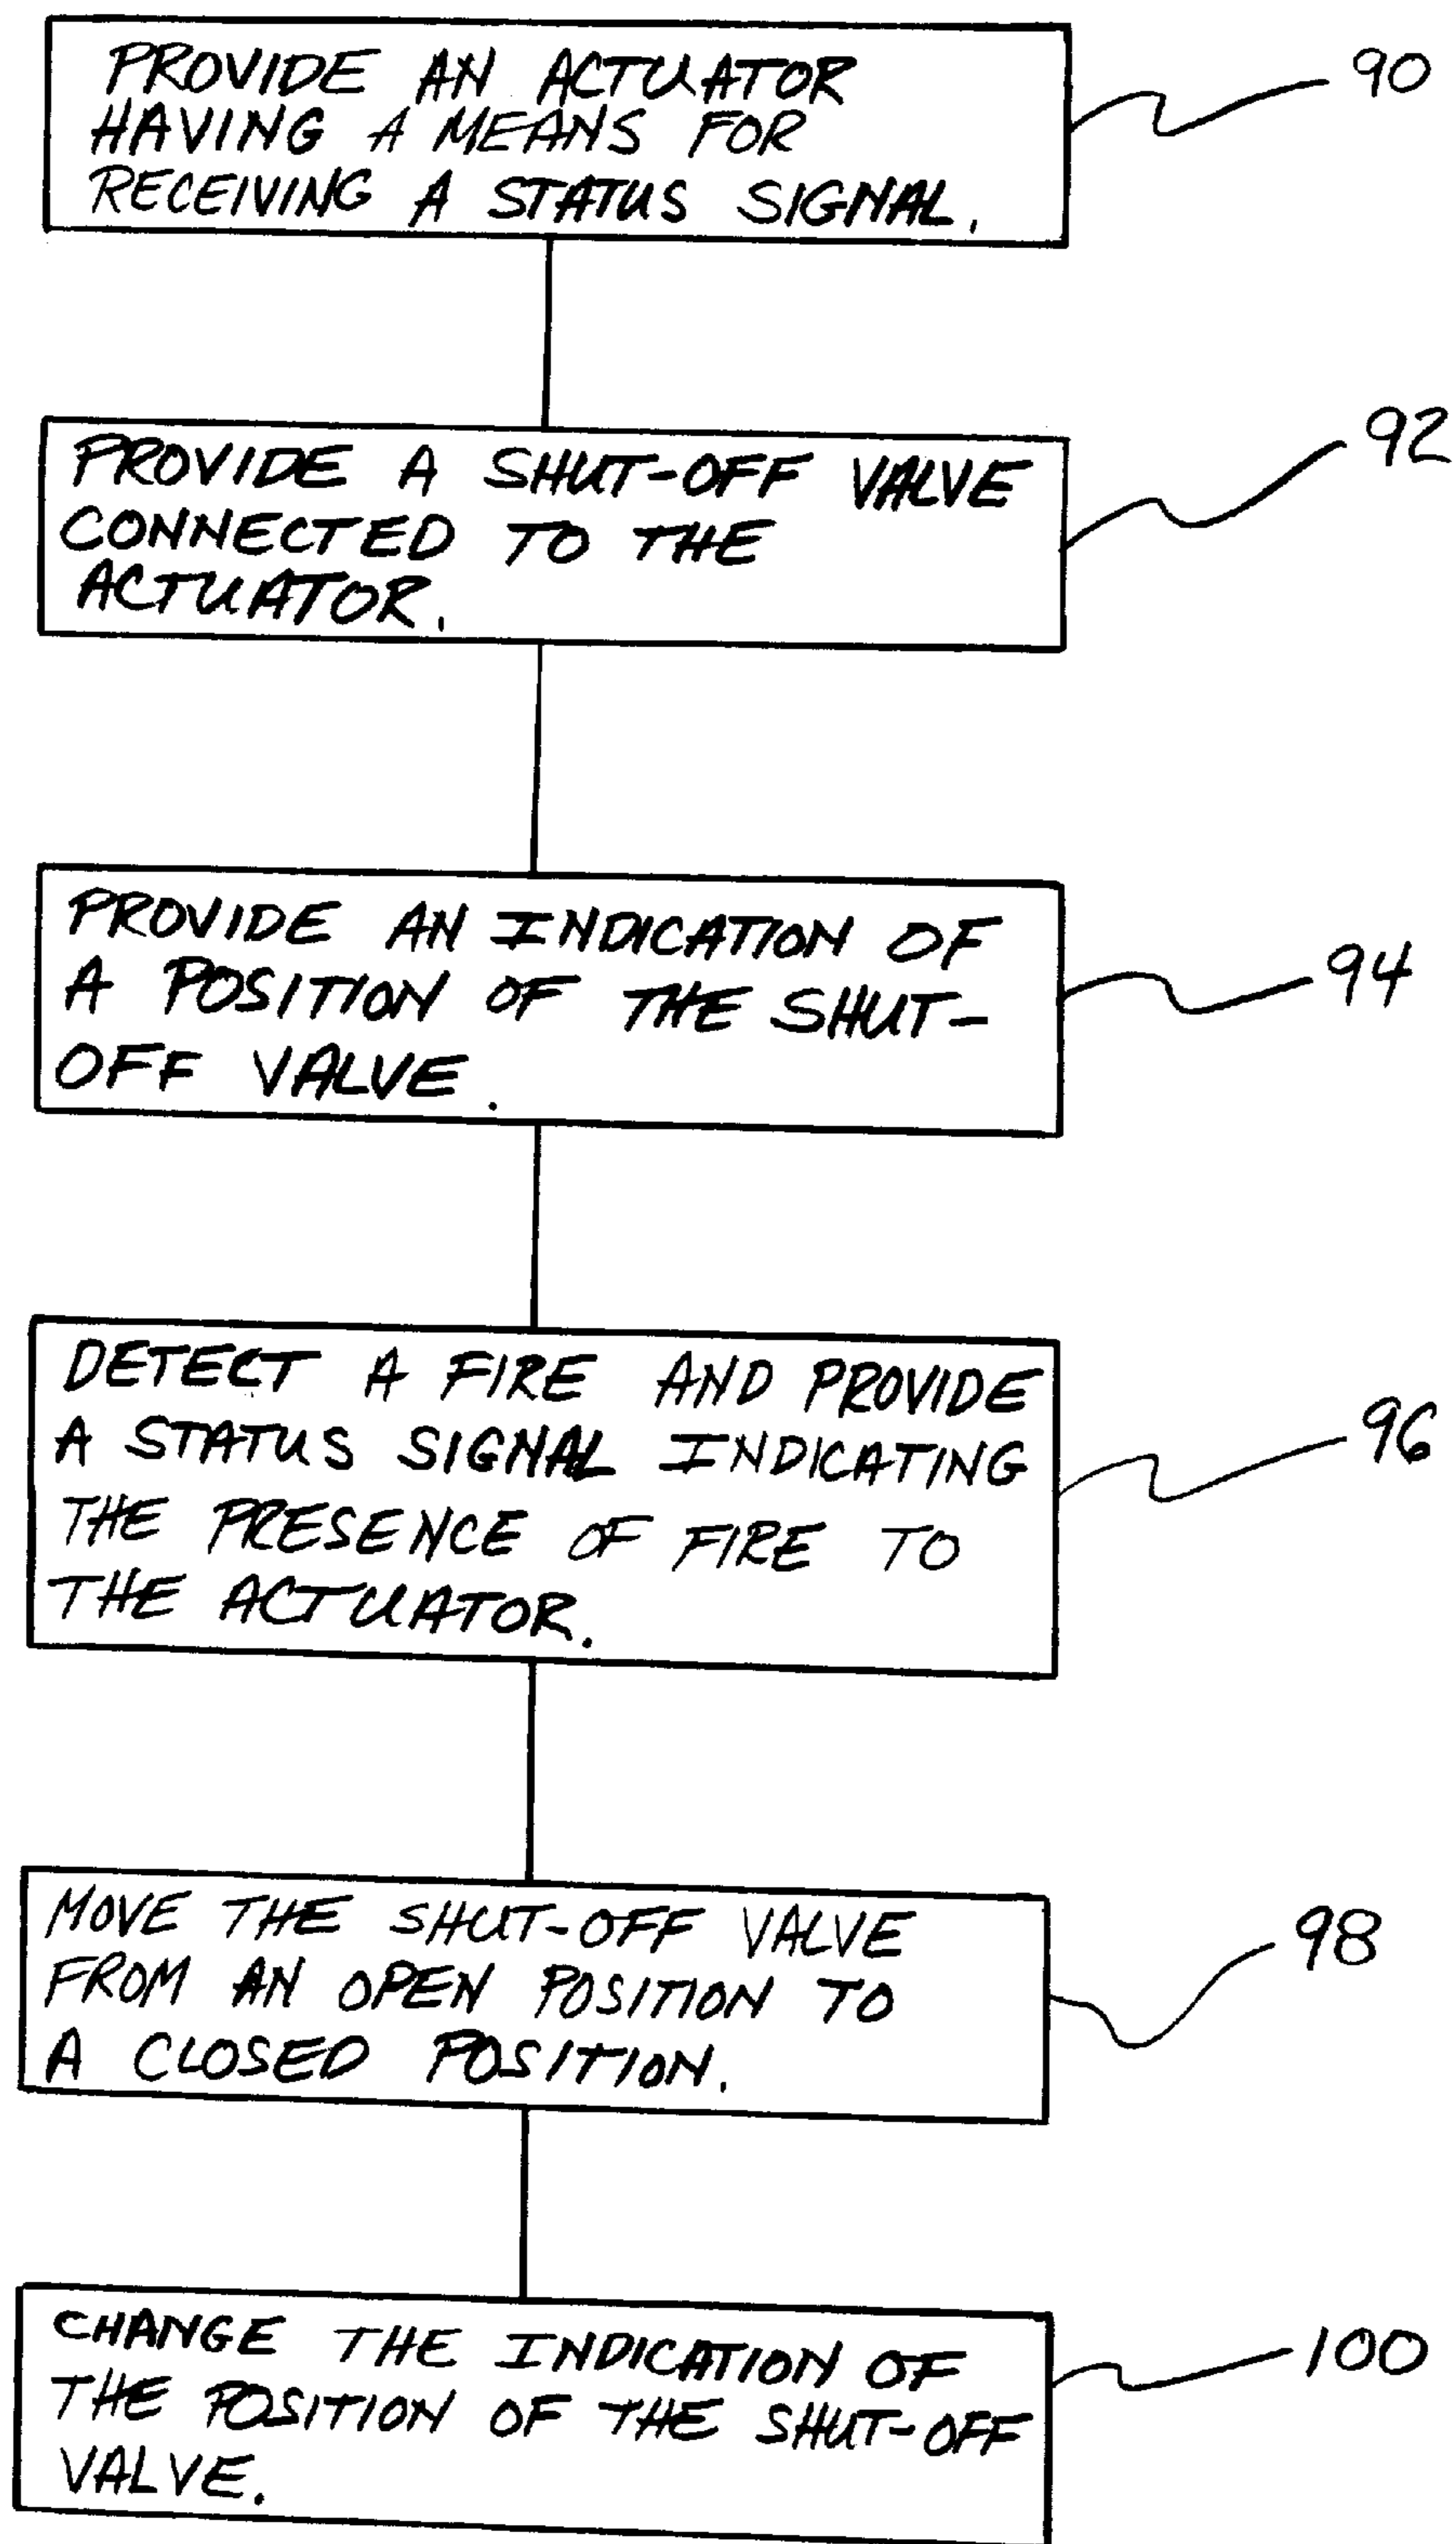 PROVIDE AN ACTUATOR
HAVING A MEANS FOR
RECEIVING A STATUS SIGNAL.
90
PROVIDE A SHUT-OFF VALVE
CONNECTED TO THE
ACTUATOR.
92
PROVIDE AN INDICATION OF
A POSITION OF THE SHUT-
OFF VALVE.
94
DETECT A FIRE AND PROVIDE
A STATUS SIGNAL INDICATING
THE PRESENCE OF FIRE TO
THE ACTUATOR.
96
MOVE THE SHUT-OFF VALVE
FROM AN OPEN POSITION TO
A CLOSED POSITION.
98
CHANGE THE INDICATION OF
THE POSITION OF THE SHUT-OFF
VALVE.
100